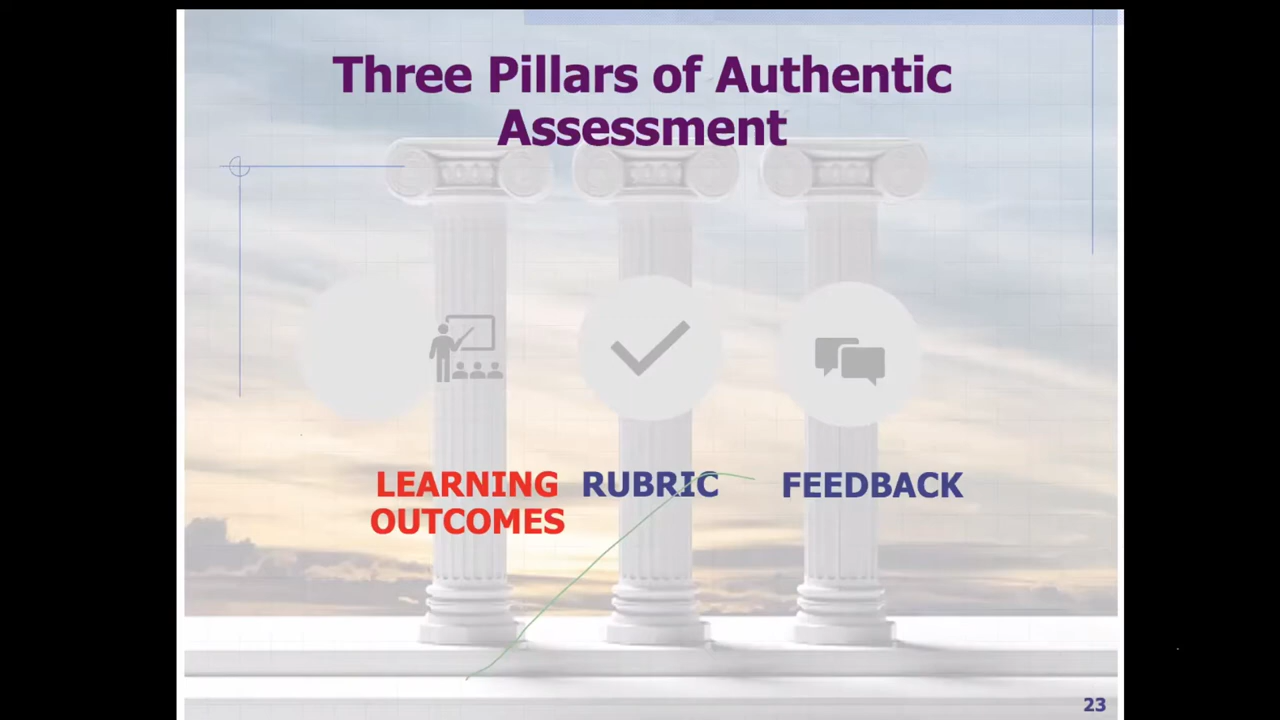 Three Pillars of Authentic
Assessment
LEARNING
OUTCOMES
RUBRIC
FEEDBACK
23